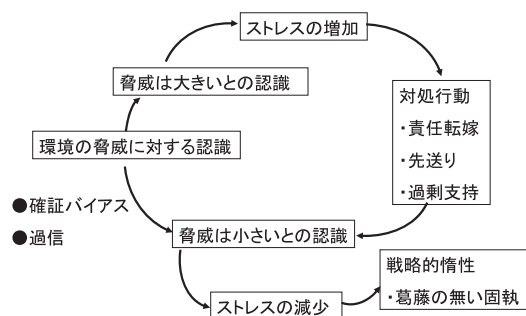 ストレスの増加
脅威は大きいとの認識
対処行動
・責任転嫁
・先送り
・過剰支持
環境の脅威に対する認識
●確証バイアス
●過信
脅威は小さいとの認識
戦略的惰性
・葛藤の無い固執
ストレスの減少